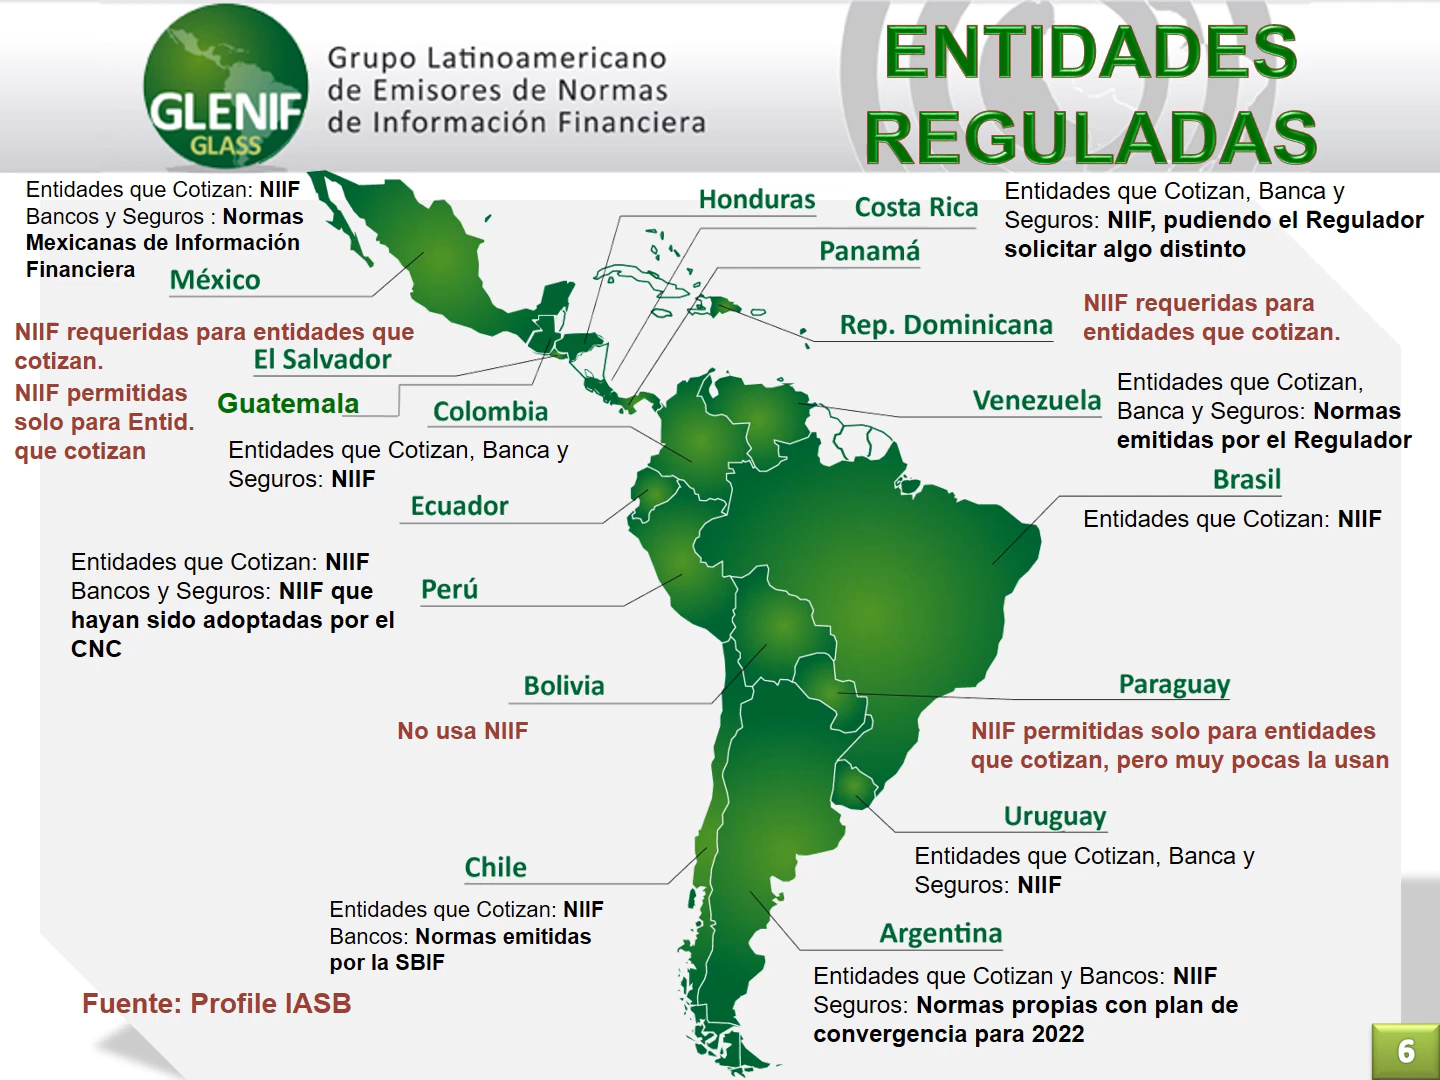 GLENIF
GLASS
Grupo Latinoamericano
de Emisores de Normas
de Información Financiera
ENTIDADES
REGULADAS
Entidades que Cotizan: NIIF
Bancos y Seguros : Normas
Mexicanas de Información
Financiera
México
Honduras
Costa Rica
Panamá
Entidades que Cotizan, Banca y
Seguros: NIIF, pudiendo el Regulador
solicitar algo distinto
Rep. Dominicana
NIIF requeridas para
entidades que cotizan.
NIIF requeridas para entidades que
cotizan.
El Salvador
NIIF permitidas
solo para Entid.
que cotizan
Guatemala
Colombia
Entidades que Cotizan, Banca y
Seguros: NIIF
Venezuela
Entidades que Cotizan,
Banca y Seguros: Normas
emitidas por el Regulador
Brasil
Entidades que Cotizan: NIIF
Ecuador
Entidades que Cotizan: NIIF
Bancos y Seguros: NIIF que
hayan sido adoptadas por el
CNC
Perú
Bolivia
No usa NIIF
Paraguay
NIIF permitidas solo para entidades
que cotizan, pero muy pocas la usan
Uruguay
Entidades que Cotizan, Banca y
Seguros: NIIF
Chile
Entidades que Cotizan: NIIF
Bancos: Normas emitidas
por la SBIF
Argentina
Entidades que Cotizan y Bancos: NIIF
Seguros: Normas propias con plan de
convergencia para 2022
Fuente: Profile IASB
6